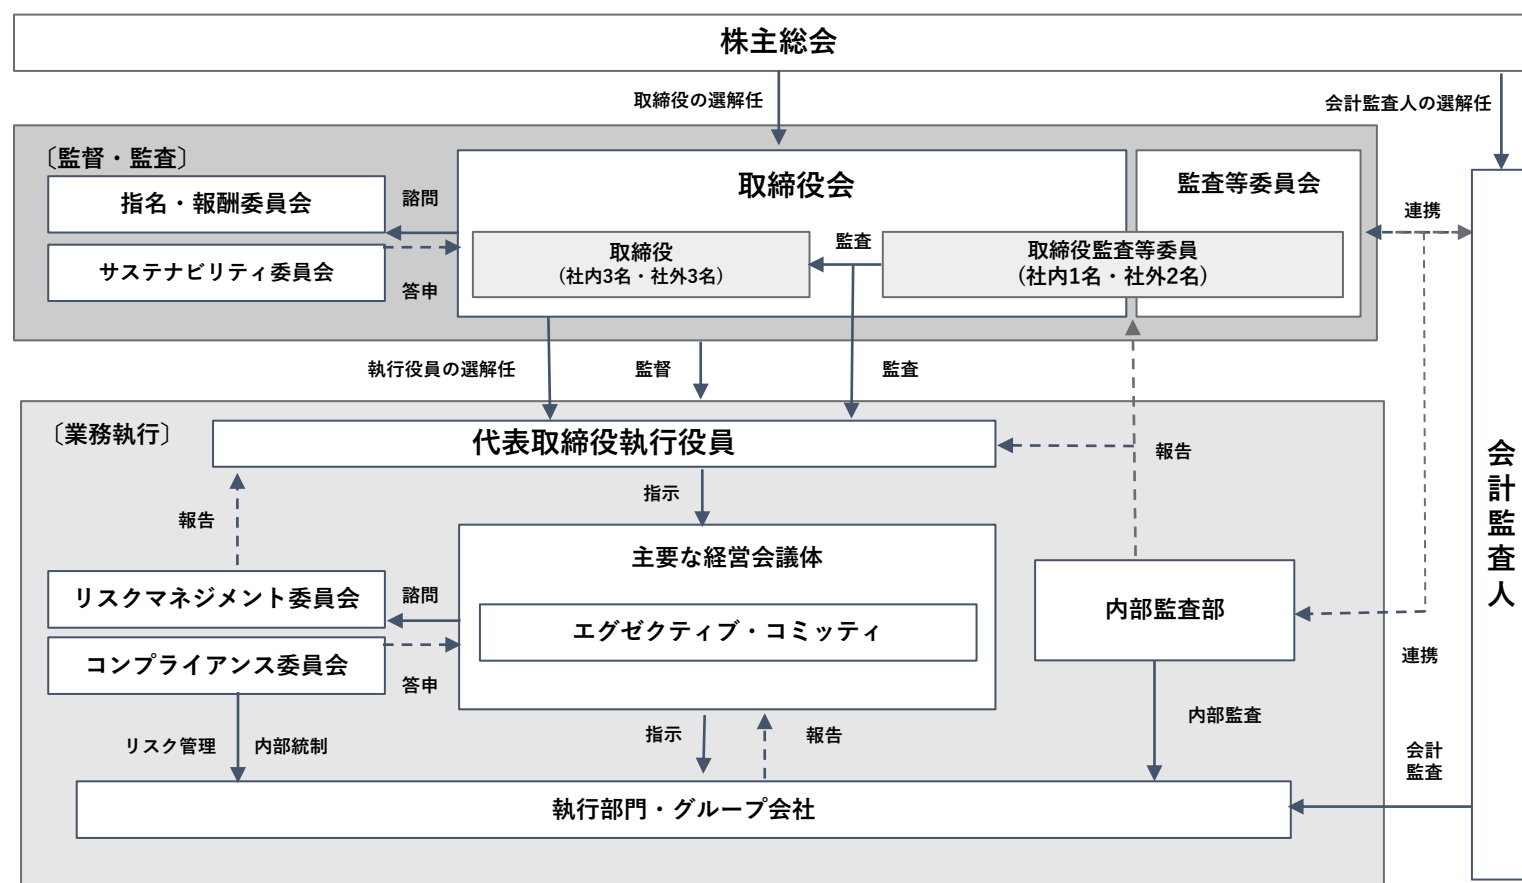 株主総会
取締役の選解任
会計監査人の選解任
〔監督・監査〕
指名・報酬委員会
サステナビリティ委員会
諮問
答申
取締役会
監査等委員会
取締役
(社内3名・社外3名)
監査
取締役監査等委員
(社内1名・社外2名)
連携
執行役員の選解任
監督
監査
〔業務執行〕
代表取締役執行役員
報告
指示
報告
主要な経営会議体
エグゼクティブ・コミッティ
リスクマネジメント委員会
コンプライアンス委員会
諮問
答申
内部監査部
連携
会計監査人
リスク管理
内部統制
指示
報告
内部監査
会計
監査
執行部門・グループ会社